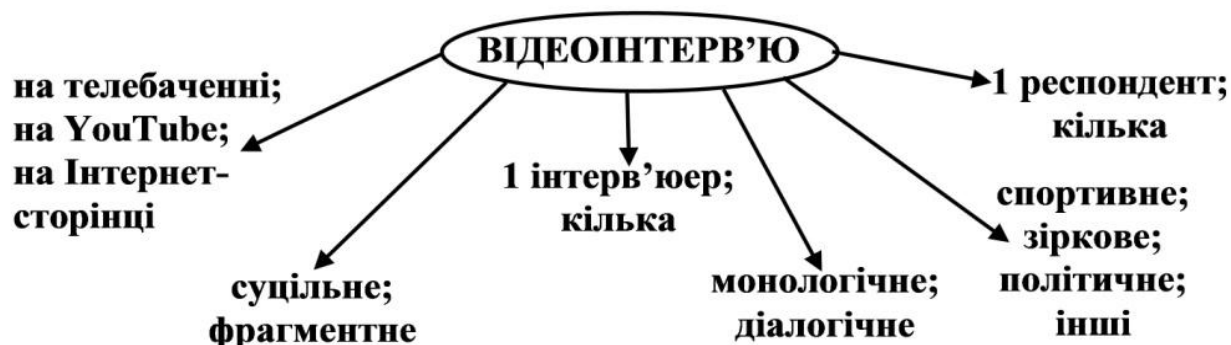 ВІДЕОІНТЕРВ’Ю
на телебаченні;
на YouTube;
на Інтернет-
сторінці
суцільне;
фрагментне
1 інтерв’юер;
кілька
монологічне;
діалогічне
спортивне;
зіркове;
політичне;
інші
1 респондент;
кілька